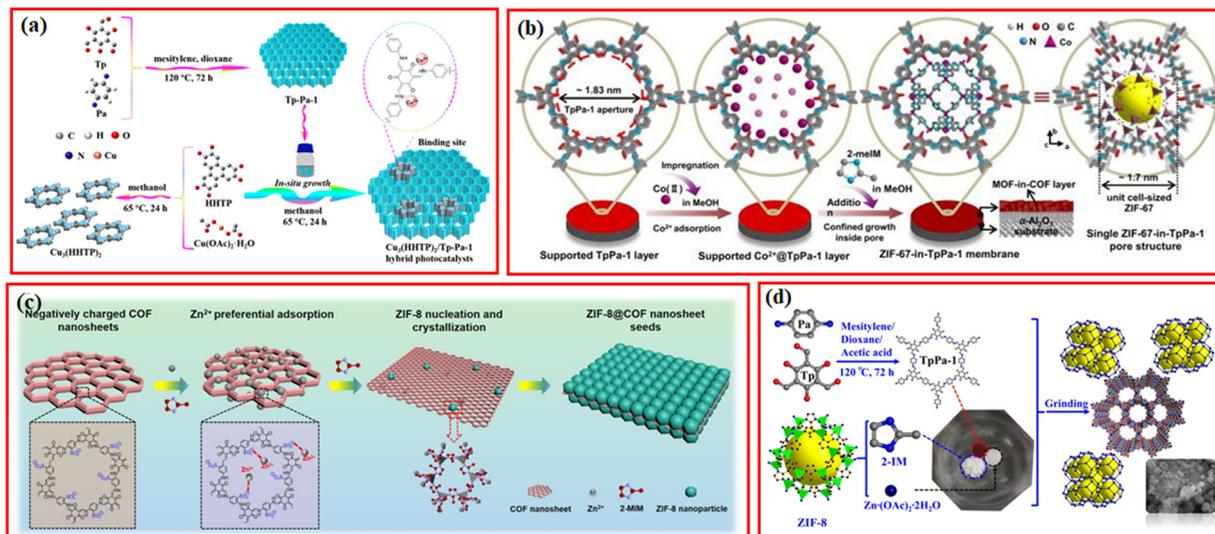 (a)
Tp
Pa
mesitylene, dioxane
120 °C, 72 h
Tp-Pa-1
C H O
N Cu
Binding site
methanol
65 °C, 24 h
HHTP
Cu(OAc)₂·H₂O
In-situ growth
methanol
65 °C, 24 h
Cu₃(HHTP)₂
Cu₃(HHTP)₂/Tp-Pa-1
hybrid photocatalysts
(b)
H O C
N Co
~ 1.83 nm
TpPa-1 aperture
b
c a
~ 1.7 nm
unit cell-sized
ZIF-67
Impregnation
Co(Ⅱ)
in MeOH
Co²⁺ adsorption
2-meIM
in MeOH
Additio
n
Confined growth
inside pore
MOF-in-COF layer
α-Al₂O₃
substrate
Supported TpPa-1 layer
Supported Co²⁺@TpPa-1 layer
ZIF-67-in-TpPa-1 membrane
Single ZIF-67-in-TpPa-1
pore structure
(c)
Negatively charged COF
nanosheets
Zn²⁺ preferential adsorption
ZIF-8 nucleation and
crystallization
ZIF-8@COF nanosheet
seeds
COF nanosheet
Zn²⁺
2-MIM
ZIF-8 nanoparticle
(d)
Pa
Tp
Mesitylene/
Dioxane/
Acetic acid
120 °C, 72 h
TpPa-1
Grinding
2-IM
Zn·(OAc)₂·2H₂O
ZIF-8